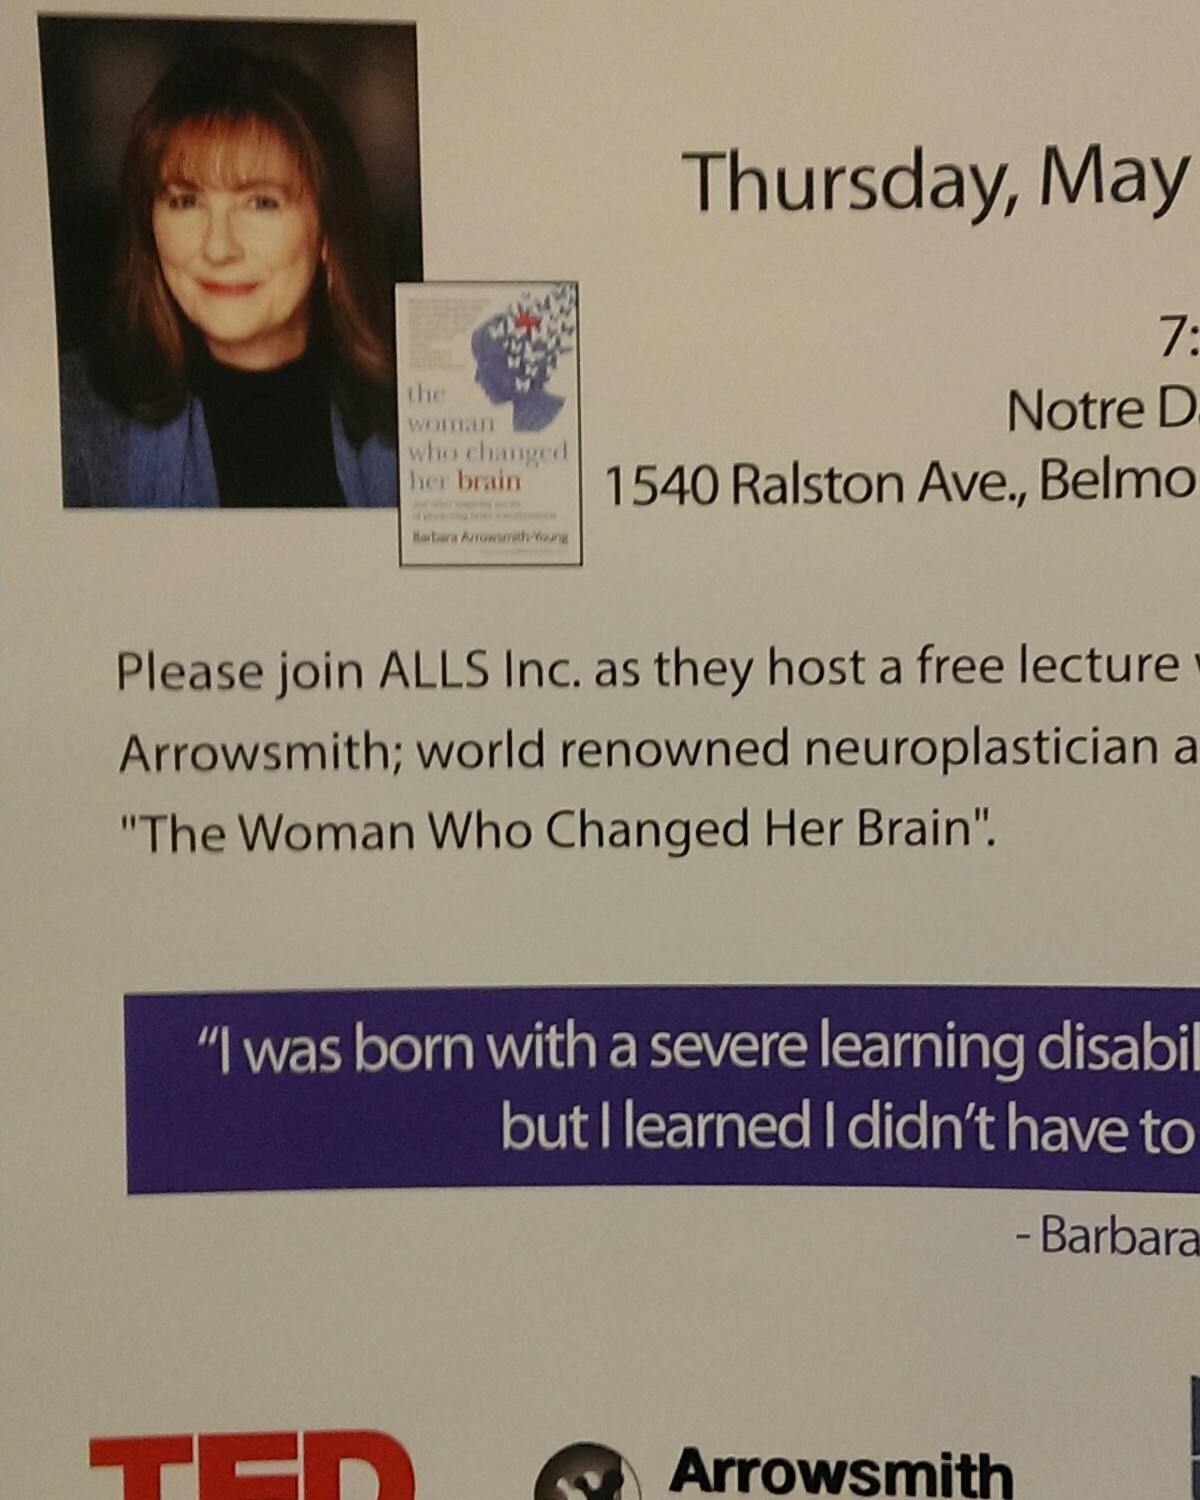 Thursday, May
7:
Notre Da
1540 Ralston Ave., Belmo
the
woman
who changed
her brain
Barbara Arrowsmith-Young
Please join ALLS Inc. as they host a free lecture
Arrowsmith; world renowned neuroplastician a
"The Woman Who Changed Her Brain".
“I was born with a severe learning disabil
but I learned I didn’t have to
- Barbara
TED
Arrowsmith